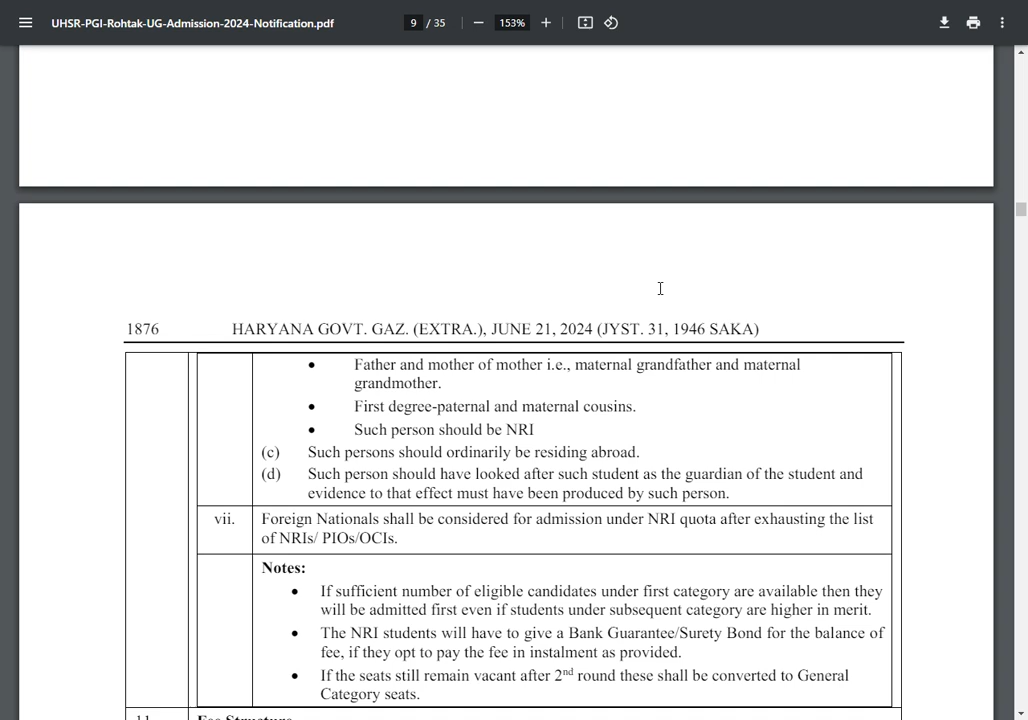 UHSR-PGI-Rohtak-UG-Admission-2024-Notification.pdf 9 / 35 − 153% +
1876 HARYANA GOVT. GAZ. (EXTRA.), JUNE 21, 2024 (JYST. 31, 1946 SAKA)
• Father and mother of mother i.e., maternal grandfather and maternal
grandmother.
• First degree-paternal and maternal cousins.
• Such person should be NRI
(c) Such persons should ordinarily be residing abroad.
(d) Such person should have looked after such student as the guardian of the student and
evidence to that effect must have been produced by such person.
vii. Foreign Nationals shall be considered for admission under NRI quota after exhausting the list
of NRIs/ PIOs/OCIs.
Notes:
• If sufficient number of eligible candidates under first category are available then they
will be admitted first even if students under subsequent category are higher in merit.
• The NRI students will have to give a Bank Guarantee/Surety Bond for the balance of
fee, if they opt to pay the fee in instalment as provided.
• If the seats still remain vacant after 2nd round these shall be converted to General
Category seats.
11 Fee Structure